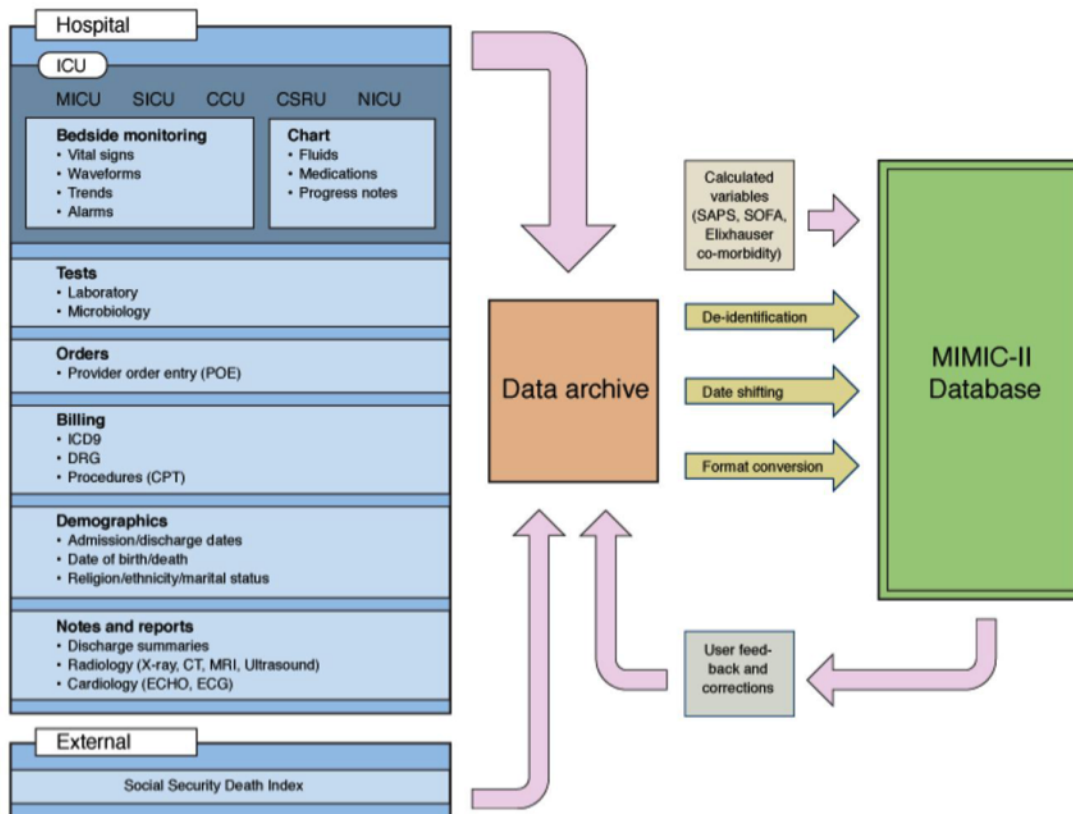 Hospital
ICU
MICU SICU CCU CSRU NICU
Bedside monitoring
• Vital signs
• Waveforms
• Trends
• Alarms
Chart
• Fluids
• Medications
• Progress notes
Tests
• Laboratory
• Microbiology
Orders
• Provider order entry (POE)
Billing
• ICD9
• DRG
• Procedures (CPT)
Demographics
• Admission/discharge dates
• Date of birth/death
• Religion/ethnicity/marital status
Notes and reports
• Discharge summaries
• Radiology (X-ray, CT, MRI, Ultrasound)
• Cardiology (ECHO, ECG)
External
Social Security Death Index
Data archive
Calculated
variables
(SAPS, SOFA,
Elixhauser
co-morbidity)
De-identification
Date shifting
Format conversion
User feed-
back and
corrections
MIMIC-II
Database